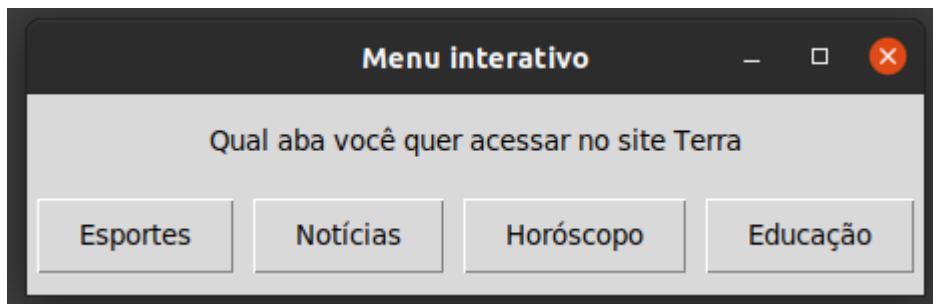 Menu interativo
Qual aba você quer acessar no site Terra
Esportes Notícias Horóscopo Educação